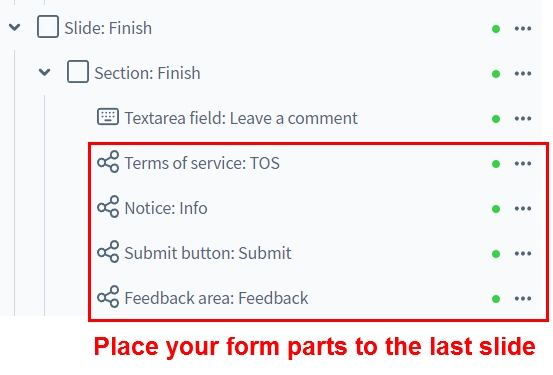 Slide: Finish
Section: Finish
Textarea field: Leave a comment
Terms of service: TOS
Notice: Info
Submit button: Submit
Feedback area: Feedback
Place your form parts to the last slide